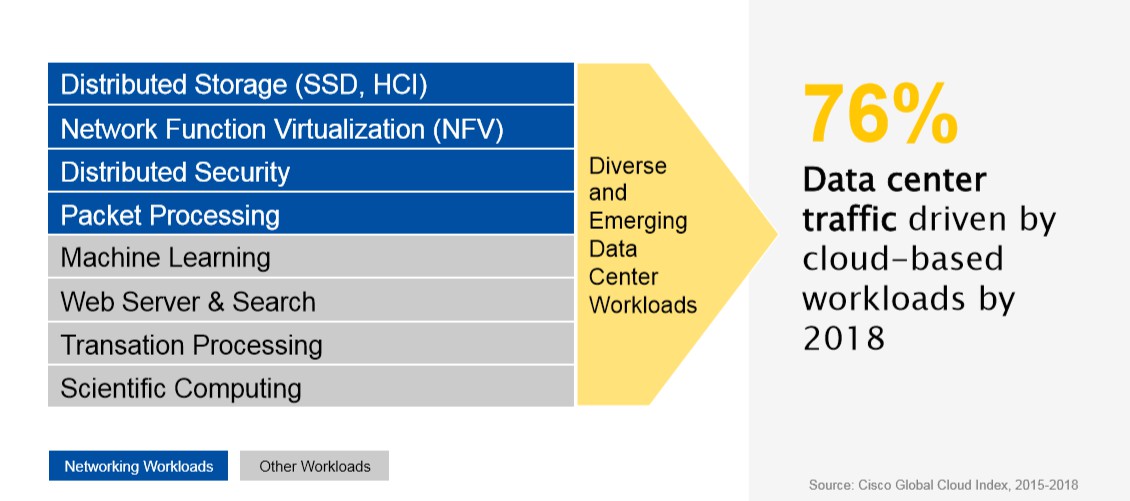 Distributed Storage (SSD, HCI)
Network Function Virtualization (NFV)
Distributed Security
Packet Processing
Machine Learning
Web Server & Search
Transation Processing
Scientific Computing
Diverse
and
Emerging
Data
Center
Workloads
76%
Data center
traffic driven by
cloud-based
workloads by
2018
Networking Workloads
Other Workloads
Source: Cisco Global Cloud Index, 2015-2018